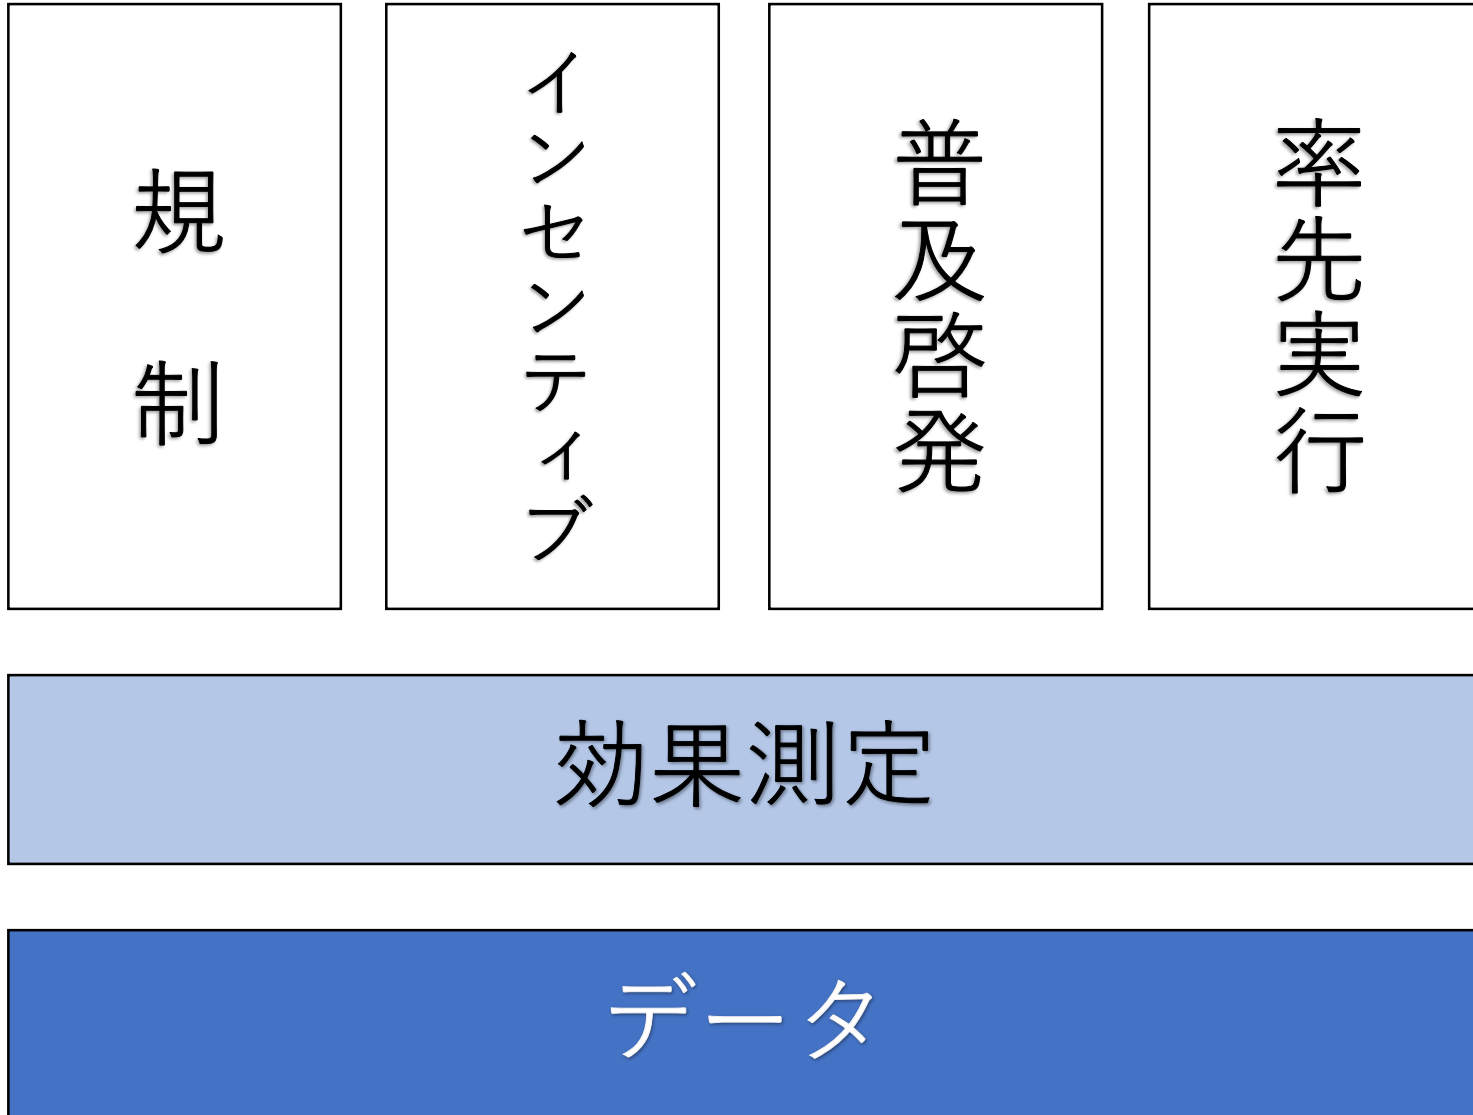 規制
インセンティブ
普及啓発
率先実行
効果測定
データ